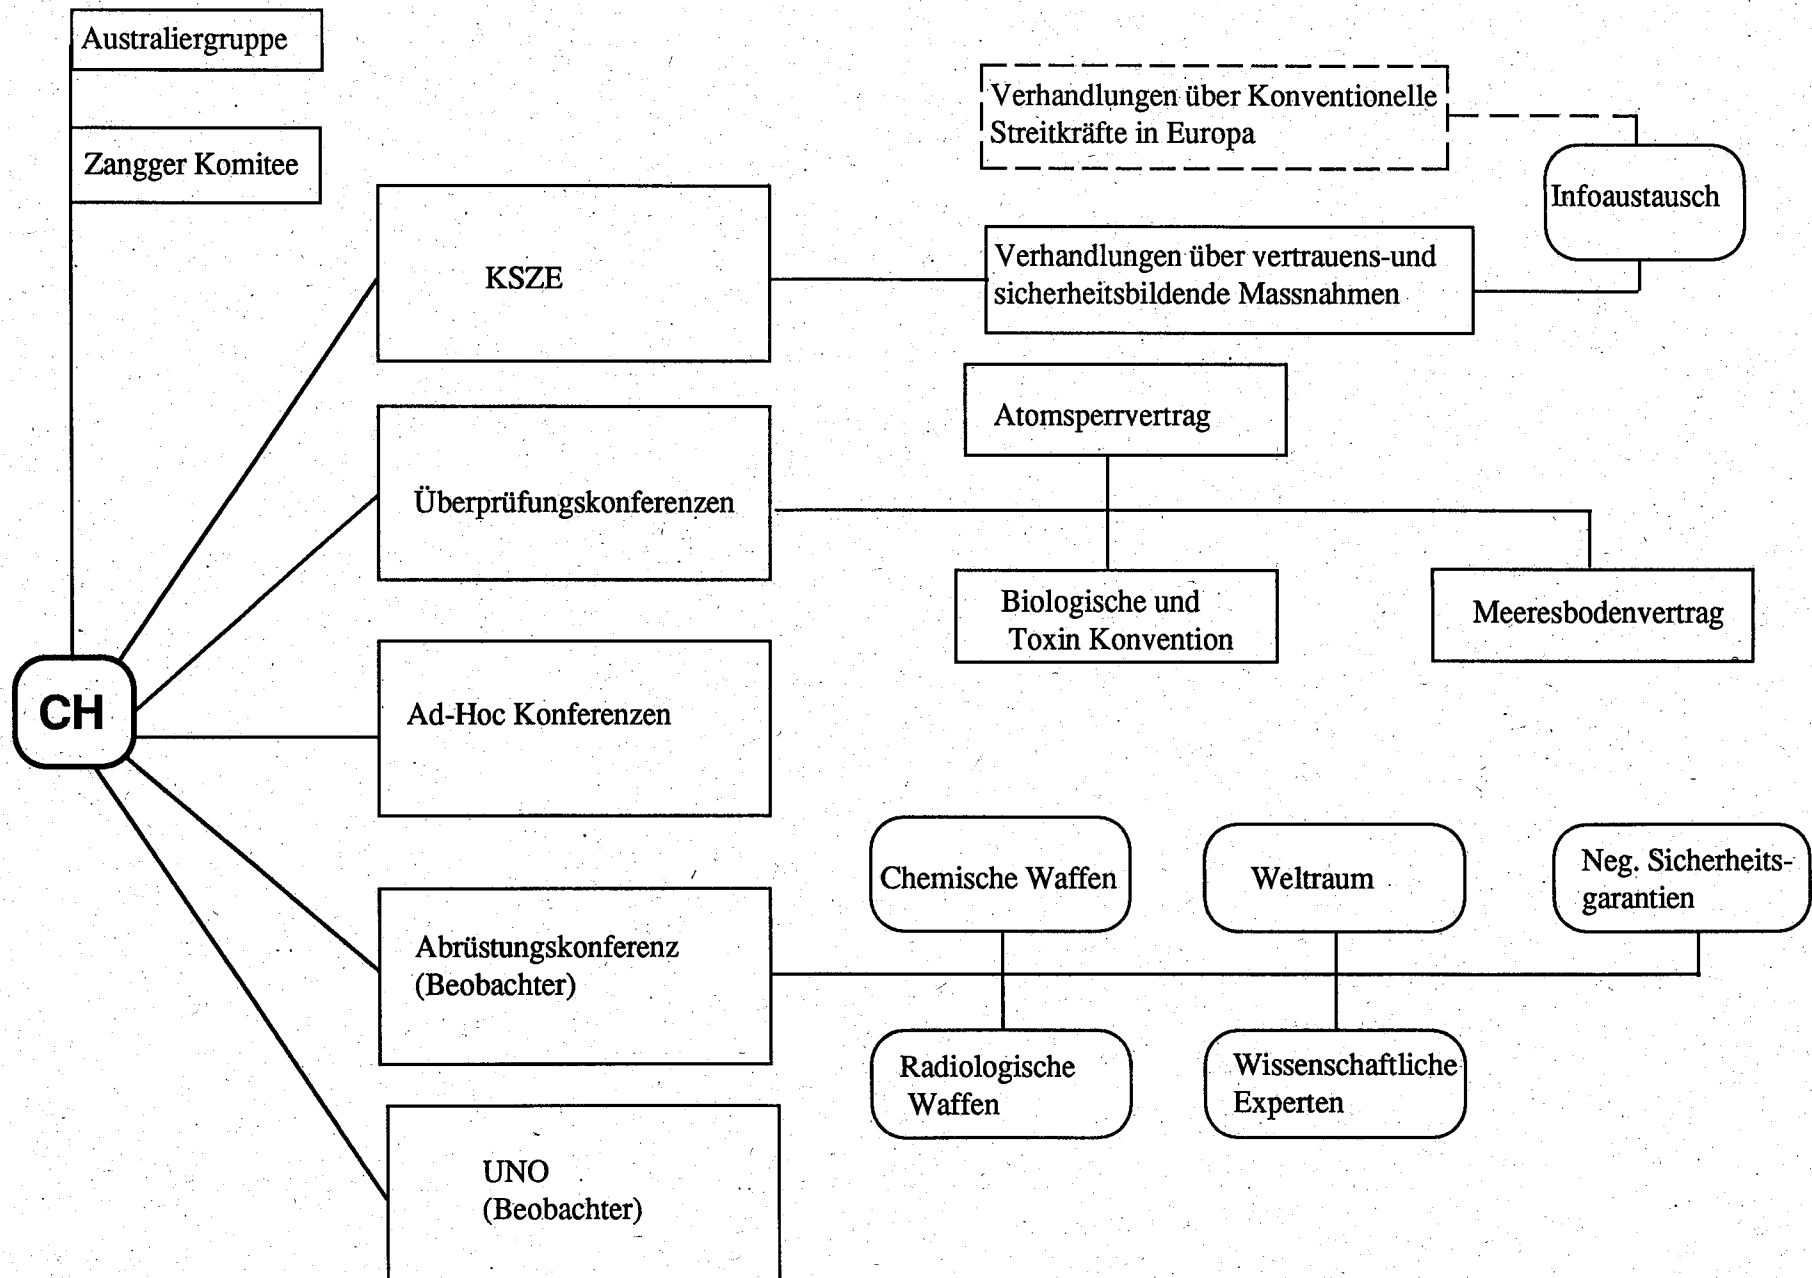 Australiergruppe
Zangger Komitee
Verhandlungen über Konventionelle
Streitkräfte in Europa
Infoaustausch
KSZE
Verhandlungen über vertrauens-und
sicherheitsbildende Massnahmen
Atomsperrvertrag
Überprüfungskonferenzen
Biologische und
Toxin Konvention
Meeresbodenvertrag
CH
Ad-Hoc Konferenzen
Chemische Waffen
Weltraum
Neg. Sicherheits-
garantien
Abrüstungskonferenz
(Beobachter)
Radiologische
Waffen
Wissenschaftliche
Experten
UNO
(Beobachter)